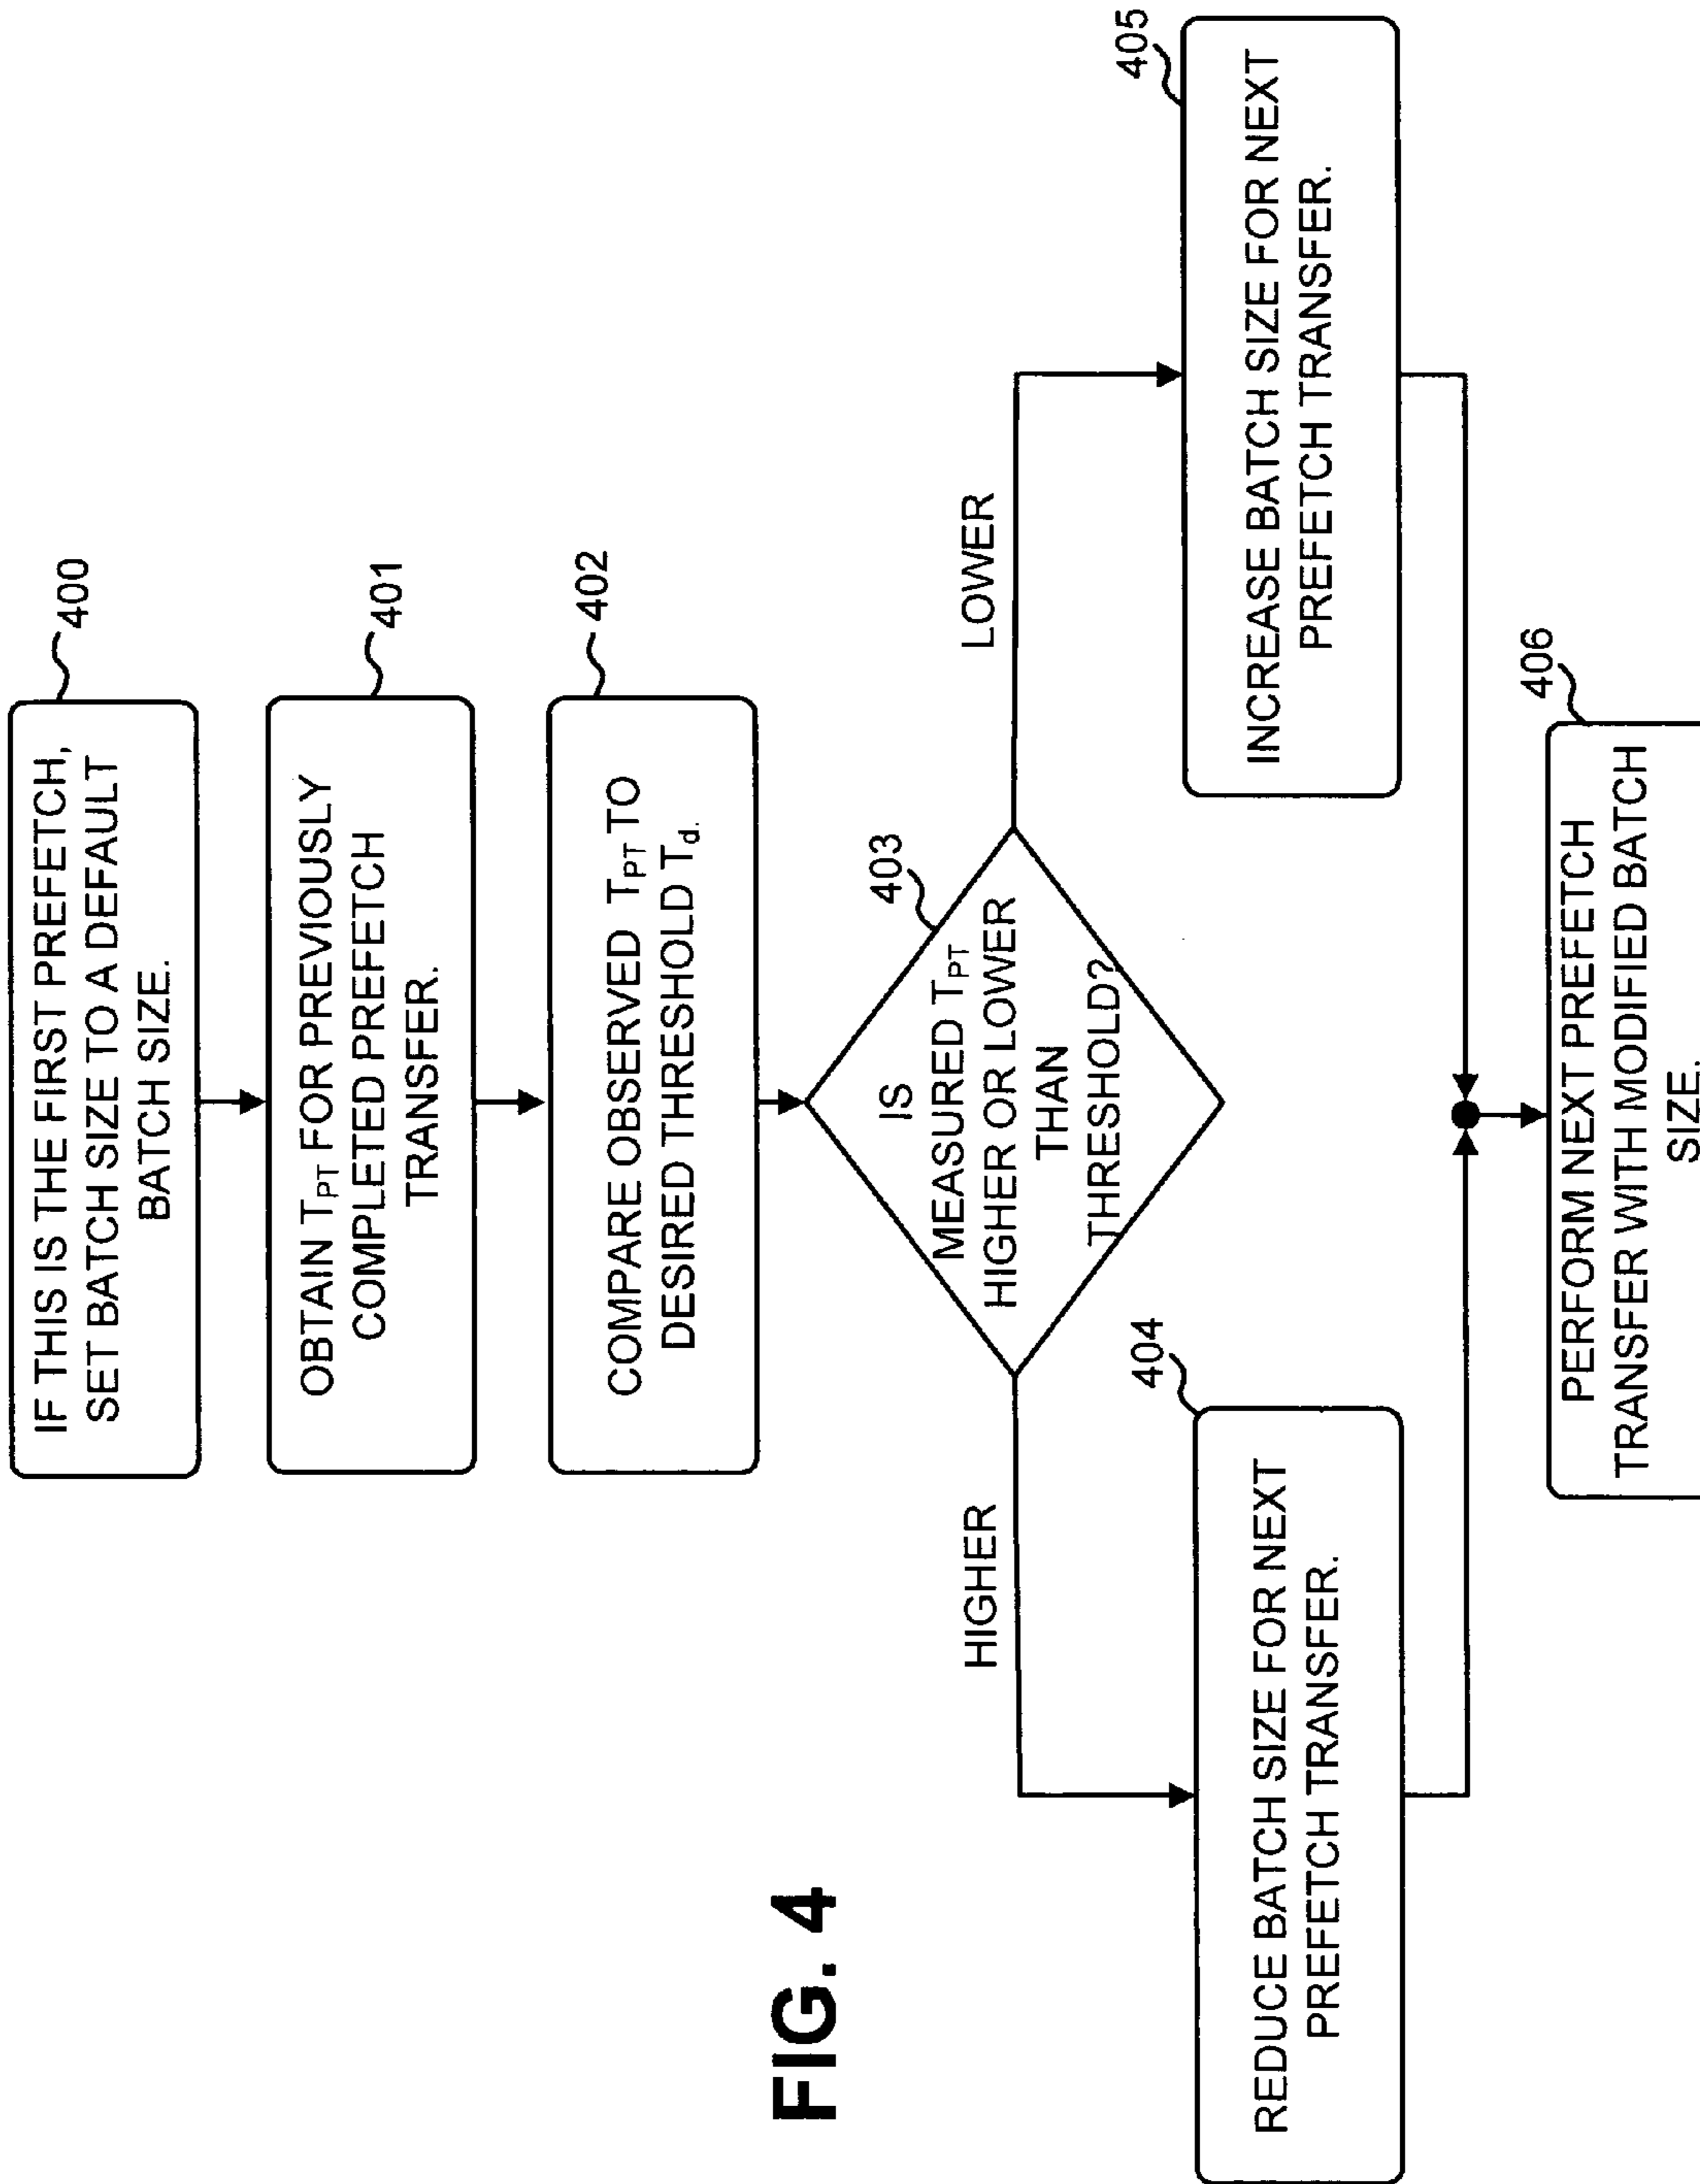 400
IF THIS IS THE FIRST PREFETCH,
SET BATCH SIZE TO A DEFAULT
BATCH SIZE.
401
OBTAIN TPT FOR PREVIOUSLY
COMPLETED PREFETCH
TRANSFER.
402
COMPARE OBSERVED TPT TO
DESIRED THRESHOLD Td.
403
IS
MEASURED TPT
HIGHER OR LOWER
THAN
THRESHOLD?
HIGHER
LOWER
404
REDUCE BATCH SIZE FOR NEXT
PREFETCH TRANSFER.
405
INCREASE BATCH SIZE FOR NEXT
PREFETCH TRANSFER.
406
PERFORM NEXT PREFETCH
TRANSFER WITH MODIFIED BATCH
SIZE.
FIG. 4